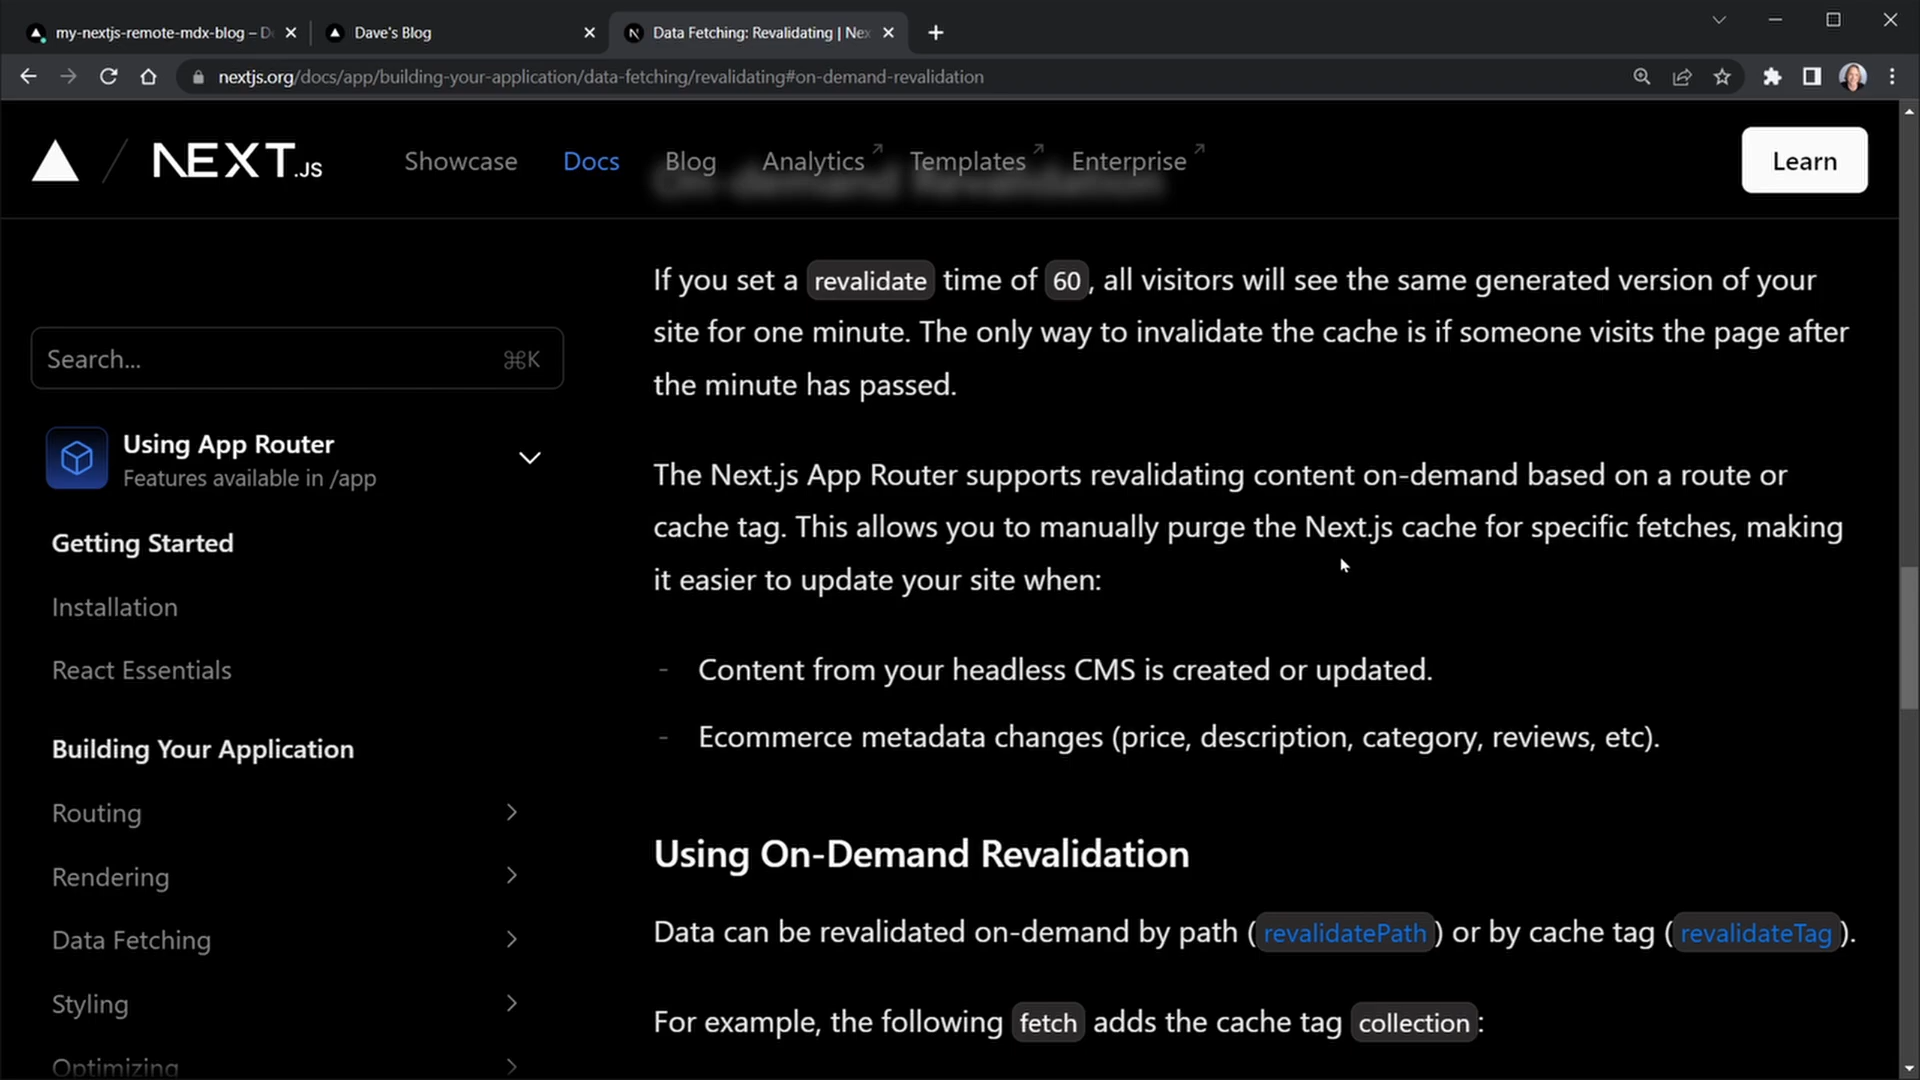 my-nextjs-remote-mdx-blog – D
Dave's Blog
Data Fetching: Revalidating | Nex
nextjs.org/docs/app/building-your-application/data-fetching/revalidating#on-demand-revalidation
NEXT.JS
Showcase
Docs
Blog
Analytics
Templates
Enterprise
Learn
On-demand Revalidation
Search...
⌘K
Using App Router
Features available in /app
Getting Started
Installation
React Essentials
Building Your Application
Routing
Rendering
Data Fetching
Styling
Optimizing
If you set a revalidate time of 60, all visitors will see the same generated version of your
site for one minute. The only way to invalidate the cache is if someone visits the page after
the minute has passed.
The Next.js App Router supports revalidating content on-demand based on a route or
cache tag. This allows you to manually purge the Next.js cache for specific fetches, making
it easier to update your site when:
- Content from your headless CMS is created or updated.
- Ecommerce metadata changes (price, description, category, reviews, etc).
Using On-Demand Revalidation
Data can be revalidated on-demand by path (revalidatePath) or by cache tag (revalidateTag).
For example, the following fetch adds the cache tag collection: